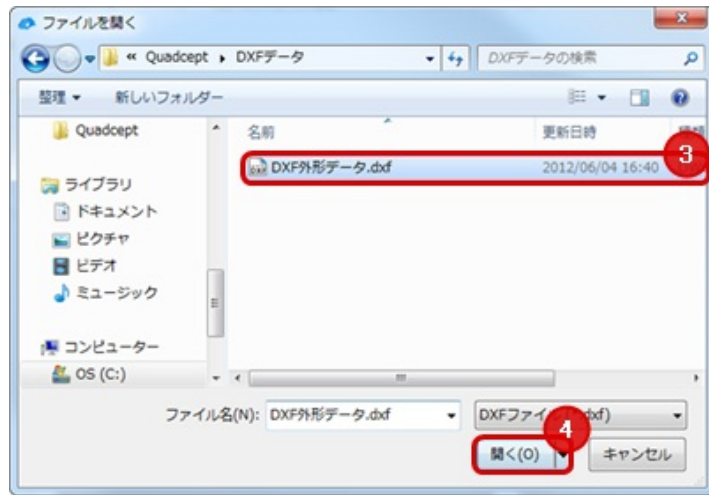 ファイルを開く
« Quadcept ▸ DXFデータ
DXFデータの検索
整理 新しいフォルダー
Quadcept
名前 更新日時
3
DXF外形データ.dxf 2012/06/04 16:40
ライブラリ
ドキュメント
ピクチャ
ビデオ
ミュージック
コンピューター
OS (C:)
ファイル名(N): DXF外形データ.dxf
DXFファイル
4
開く(O) キャンセル